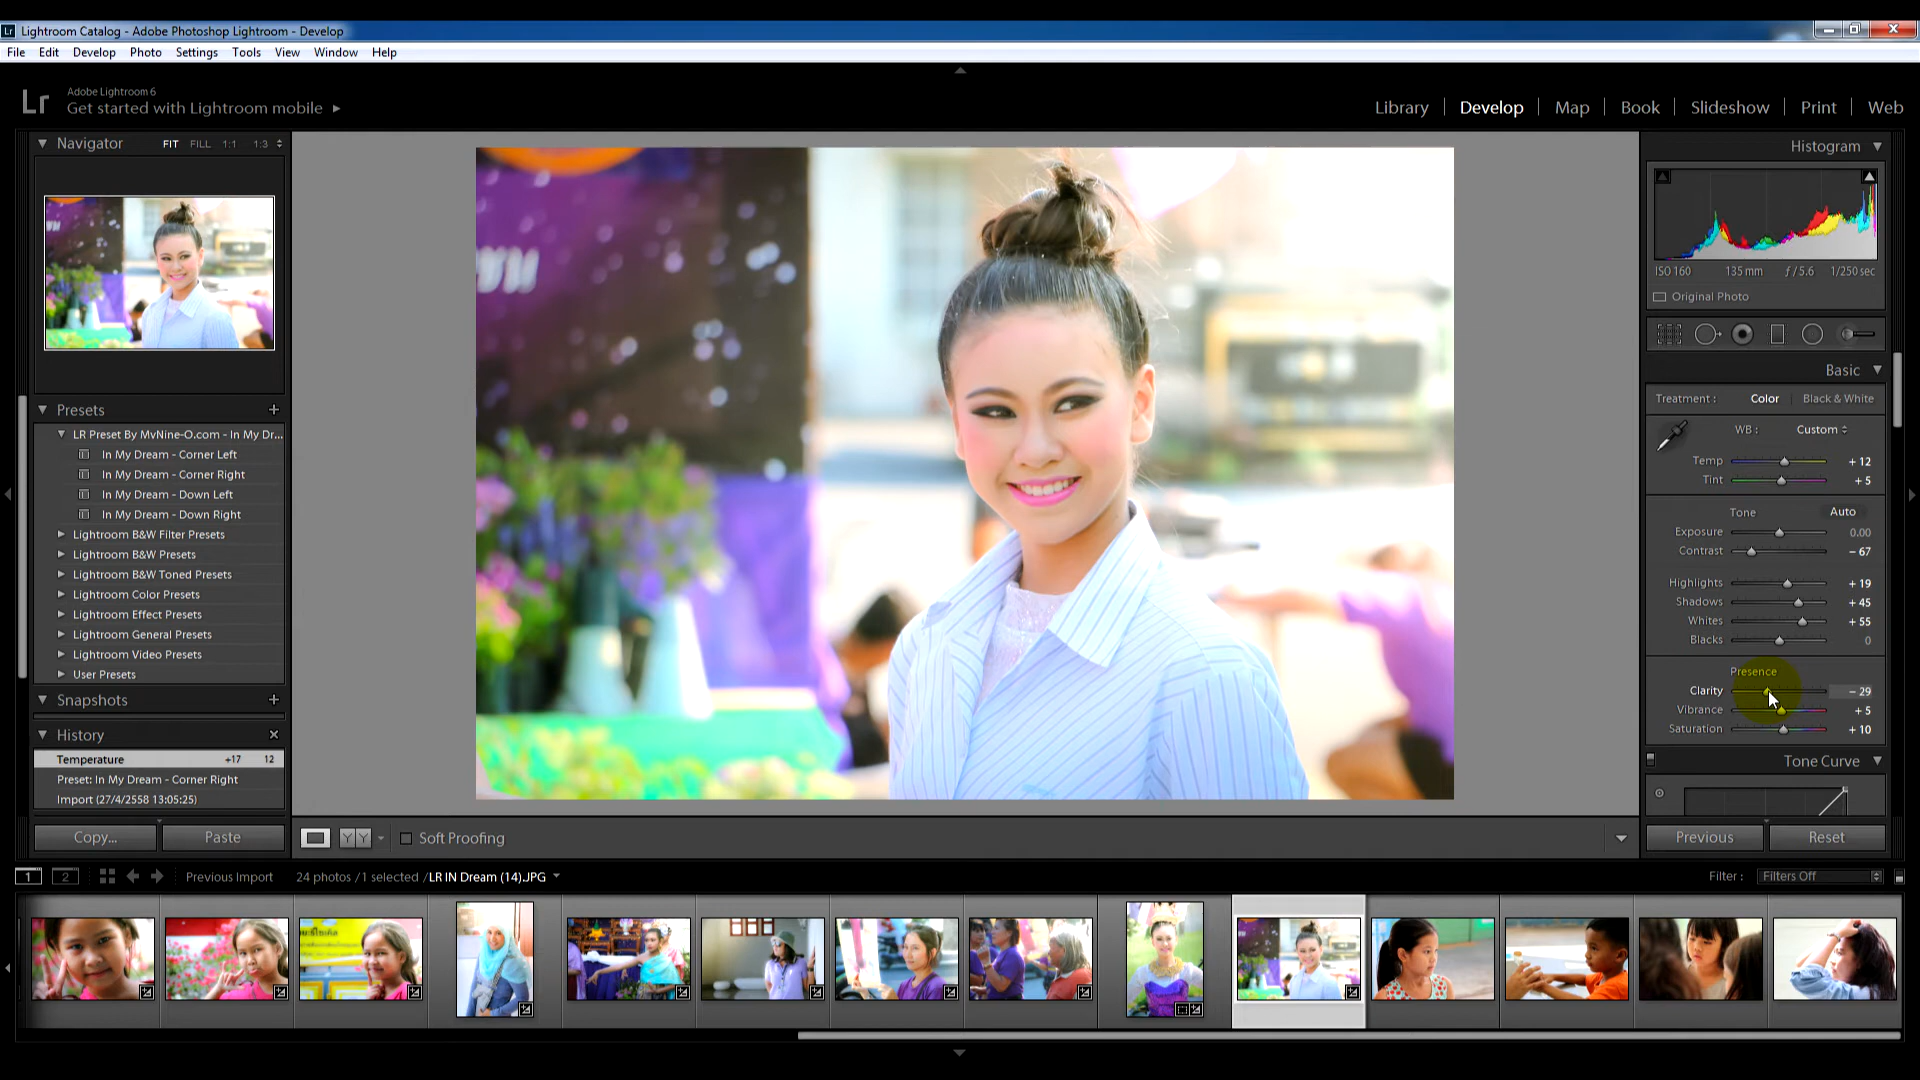 Lightroom Catalog - Adobe Photoshop Lightroom - Develop
File Edit Develop Photo Settings Tools View Window Help
Lr
Adobe Lightroom 6
Get started with Lightroom mobile
Library Develop Map Book Slideshow Print Web
Navigator FIT FILL 1:1 1:3
Presets
LR Preset By MvNine-O.com - In My Dr...
In My Dream - Corner Left
In My Dream - Corner Right
In My Dream - Down Left
In My Dream - Down Right
Lightroom B&W Filter Presets
Lightroom B&W Presets
Lightroom B&W Toned Presets
Lightroom Color Presets
Lightroom Effect Presets
Lightroom General Presets
Lightroom Video Presets
User Presets
Snapshots
History
Temperature +17 12
Preset: In My Dream - Corner Right
Import (27/4/2558 13:05:25)
Copy... Paste
Soft Proofing
Histogram
ISO 160 135 mm f / 5.6 1/250 sec
Original Photo
Basic
Treatment : Color Black & White
WB : Custom
Temp + 12
Tint + 5
Tone Auto
Exposure 0.00
Contrast – 67
Highlights + 19
Shadows + 45
Whites + 55
Blacks 0
Presence
Clarity – 29
Vibrance + 5
Saturation + 10
Tone Curve
Previous Reset
1 2 Previous Import 24 photos / 1 selected / LR IN Dream (14).JPG
Filter : Filters Off